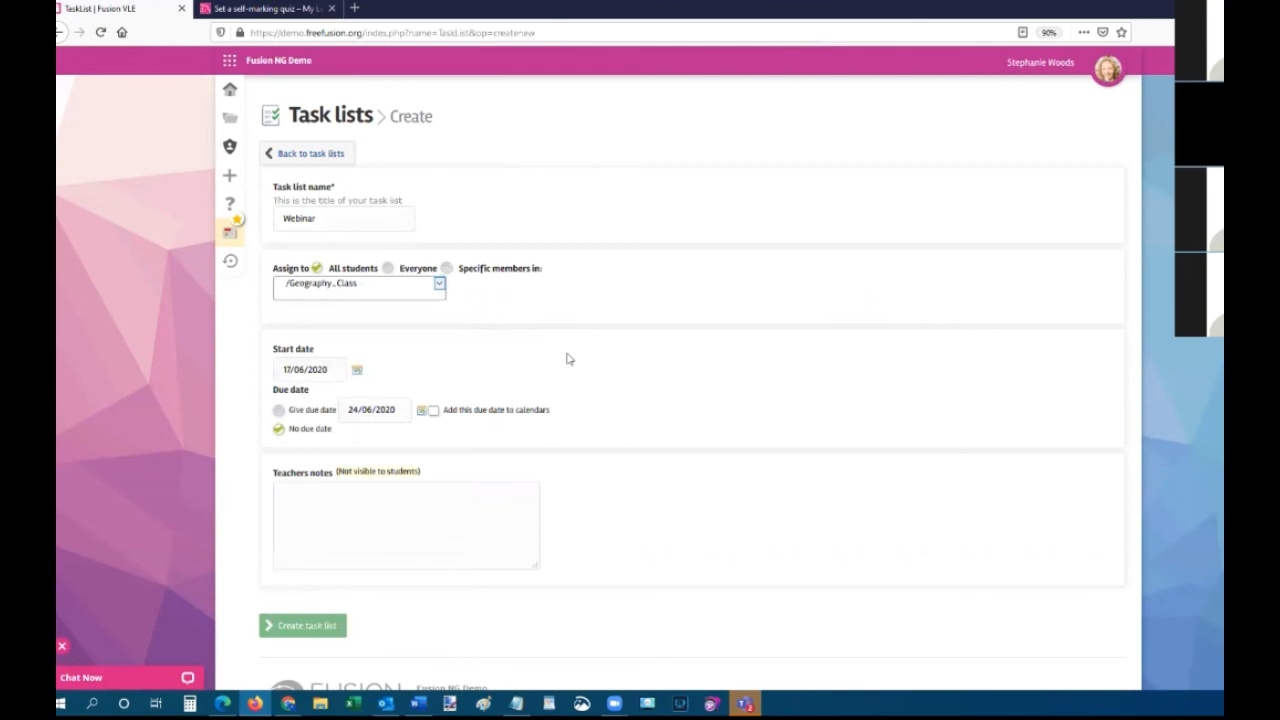 TaskList | Fusion VLE
Set a self-marking quiz – My L
https://demo.freefusion.org/index.php?name=TaskList&op=createnew
90%
Fusion NG Demo
Stephanie Woods
Task lists > Create
Back to task lists
Task list name*
This is the title of your task list
Webinar
Assign to All students Everyone Specific members in:
/Geography_Class
Start date
17/06/2020
Due date
Give due date 24/06/2020 Add this due date to calendars
No due date
Teachers notes (Not visible to students)
Create task list
FUSION Fusion NG Demo
Chat Now